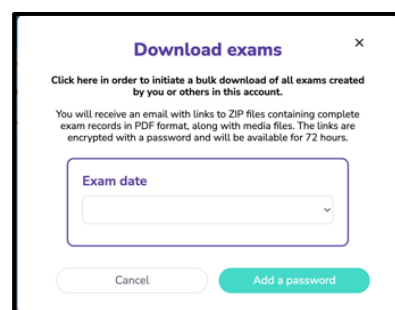 Download exams
Click here in order to initiate a bulk download of all exams created
by you or others in this account.
You will receive an email with links to ZIP files containing complete
exam records in PDF format, along with media files. The links are
encrypted with a password and will be available for 72 hours.
Exam date
Cancel
Add a password